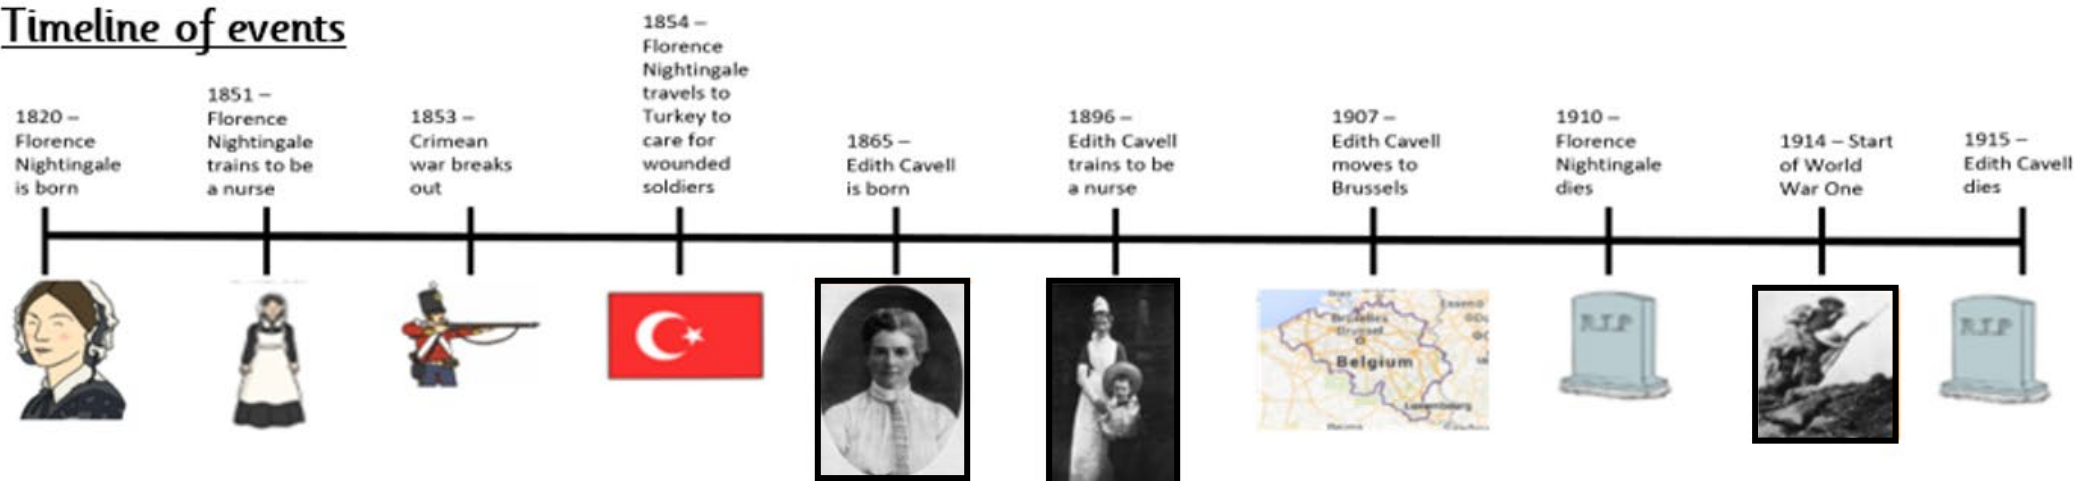 Timeline of events
1820 –
Florence
Nightingale
is born
1851 –
Florence
Nightingale
trains to be
a nurse
1853 –
Crimean
war breaks
out
1854 –
Florence
Nightingale
travels to
Turkey to
care for
wounded
soldiers
1865 –
Edith Cavell
is born
1896 –
Edith Cavell
trains to be
a nurse
1907 –
Edith Cavell
moves to
Brussels
1910 –
Florence
Nightingale
dies
1914 – Start
of World
War One
1915 –
Edith Cavell
dies
Bruxelles
Brussel
Belgium
Luxembourg
R.I.P
R.I.P